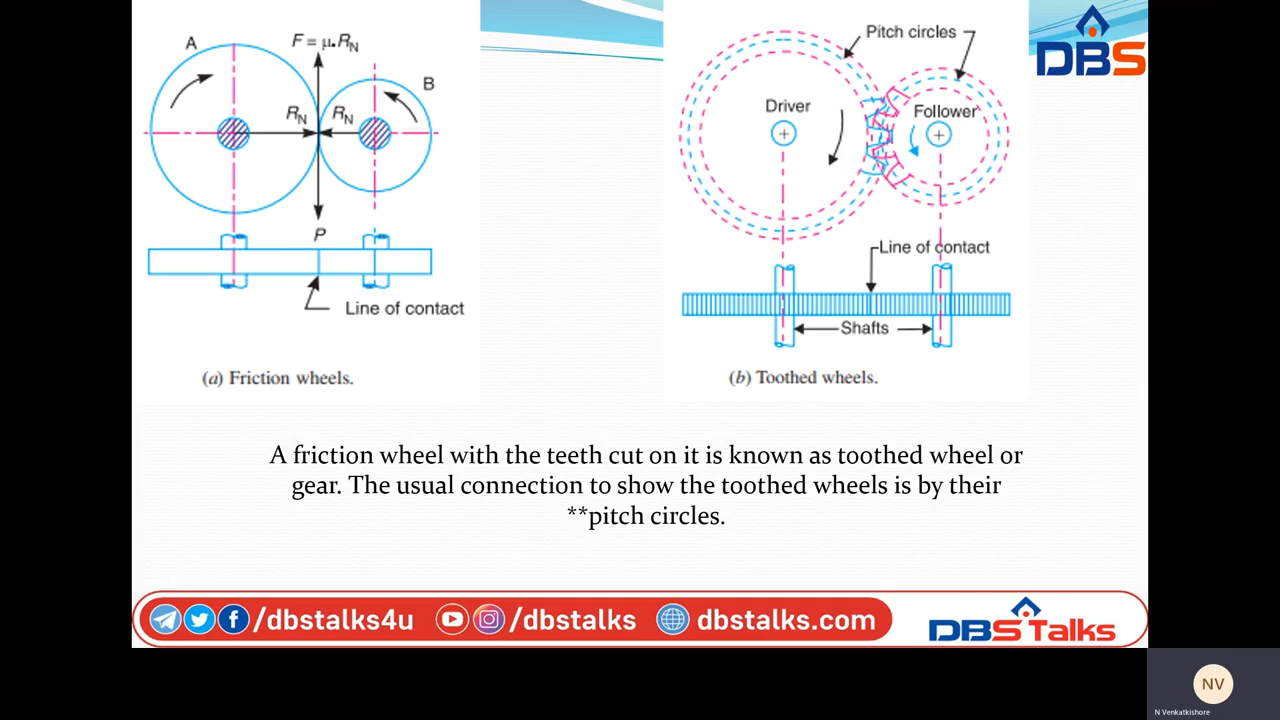 A
F = μ.RN
B
RN
RN
P
Line of contact
(a) Friction wheels.
Pitch circles
Driver
Follower
Line of contact
Shafts
(b) Toothed wheels.
DBS
A friction wheel with the teeth cut on it is known as toothed wheel or
gear. The usual connection to show the toothed wheels is by their
**pitch circles.
/dbstalks4u
/dbstalks
dbstalks.com
DBS Talks
NV
N Venkatkishore